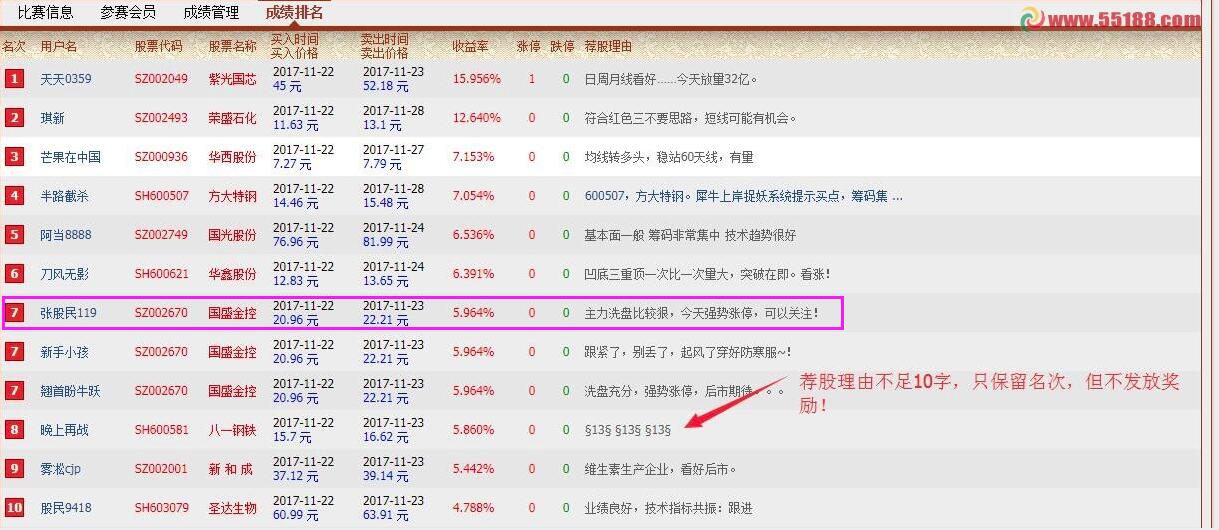 比赛信息 参赛会员 成绩管理 成绩排名
www.55188.com
名次 用户名 股票代码 股票名称 买入时间 买入价格 卖出时间 卖出价格 收益率 涨停 跌停 荐股理由
1 天天0359 SZ002049 紫光国芯 2017-11-22 45 元 2017-11-23 52.18 元 15.956% 1 0 日周月线看好……今天放量32亿。
2 琪新 SZ002493 荣盛石化 2017-11-22 11.63 元 2017-11-28 13.1 元 12.640% 0 0 符合红色三不要思路，短线可能有机会。
3 芒果在中国 SZ000936 华西股份 2017-11-22 7.27 元 2017-11-27 7.79 元 7.153% 0 0 均线转多头，稳站60天线，有量
4 半路截杀 SH600507 方大特钢 2017-11-22 14.46 元 2017-11-28 15.48 元 7.054% 0 0 600507，方大特钢。犀牛上岸捉妖系统提示买点，筹码集 ...
5 阿当8888 SZ002749 国光股份 2017-11-22 76.96 元 2017-11-24 81.99 元 6.536% 0 0 基本面一般 筹码非常集中 技术趋势很好
6 刀风无影 SH600621 华鑫股份 2017-11-22 12.83 元 2017-11-24 13.65 元 6.391% 0 0 凹底三重顶一次比一次量大，突破在即。看涨！
7 张股民119 SZ002670 国盛金控 2017-11-22 20.96 元 2017-11-23 22.21 元 5.964% 0 0 主力洗盘比较狠，今天强势涨停，可以关注！
7 新手小孩 SZ002670 国盛金控 2017-11-22 20.96 元 2017-11-23 22.21 元 5.964% 0 0 跟紧了，别丢了，起风了穿好防寒服~！
7 翘首盼牛跃 SZ002670 国盛金控 2017-11-22 20.96 元 2017-11-23 22.21 元 5.964% 0 0 洗盘充分，强势涨停，后市期待。。。
荐股理由不足10字，只保留名次，但不发放奖
励！
8 晚上再战 SH600581 八一钢铁 2017-11-22 15.7 元 2017-11-23 16.62 元 5.860% 0 0 §13§ §13§ §13§
9 雾凇cjp SZ002001 新 和 成 2017-11-22 37.12 元 2017-11-23 39.14 元 5.442% 0 0 维生素生产企业，看好后市。
10 股民9418 SH603079 圣达生物 2017-11-22 60.99 元 2017-11-23 63.91 元 4.788% 0 0 业绩良好，技术指标共振：跟进